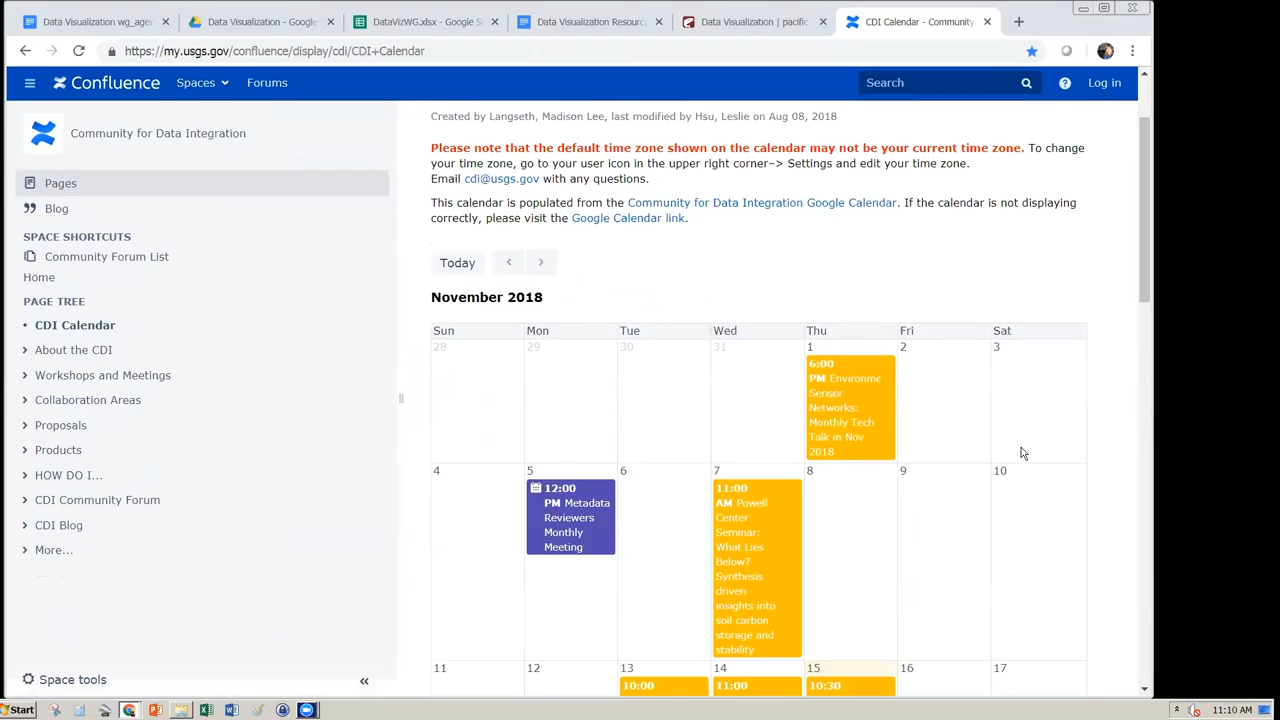 Data Visualization wg_agen
Data Visualization - Google
DataVizWG.xlsx - Google S
Data Visualization Resourc
Data Visualization | pacific
CDI Calendar - Community
https://my.usgs.gov/confluence/display/cdi/CDI+Calendar
Confluence
Spaces
Forums
Search
Log in
Community for Data Integration
Pages
Blog
SPACE SHORTCUTS
Community Forum List
Home
PAGE TREE
CDI Calendar
About the CDI
Workshops and Meetings
Collaboration Areas
Proposals
Products
HOW DO I...
CDI Community Forum
CDI Blog
More...
Space tools
Created by Langseth, Madison Lee, last modified by Hsu, Leslie on Aug 08, 2018
Please note that the default time zone shown on the calendar may not be your current time zone. To change
your time zone, go to your user icon in the upper right corner–> Settings and edit your time zone.
Email cdi@usgs.gov with any questions.
This calendar is populated from the Community for Data Integration Google Calendar. If the calendar is not displaying
correctly, please visit the Google Calendar link.
Today
November 2018
Sun Mon Tue Wed Thu Fri Sat
28 29 30 31 1 2 3
6:00
PM Environme
Sensor
Networks:
Monthly Tech
Talk in Nov
2018
4 5 6 7 8 9 10
12:00
PM Metadata
Reviewers
Monthly
Meeting
11:00
AM Powell
Center
Seminar:
What Lies
Below?
Synthesis
driven
insights into
soil carbon
storage and
stability
11 12 13 14 15 16 17
10:00
11:00
10:30
Start
11:10 AM